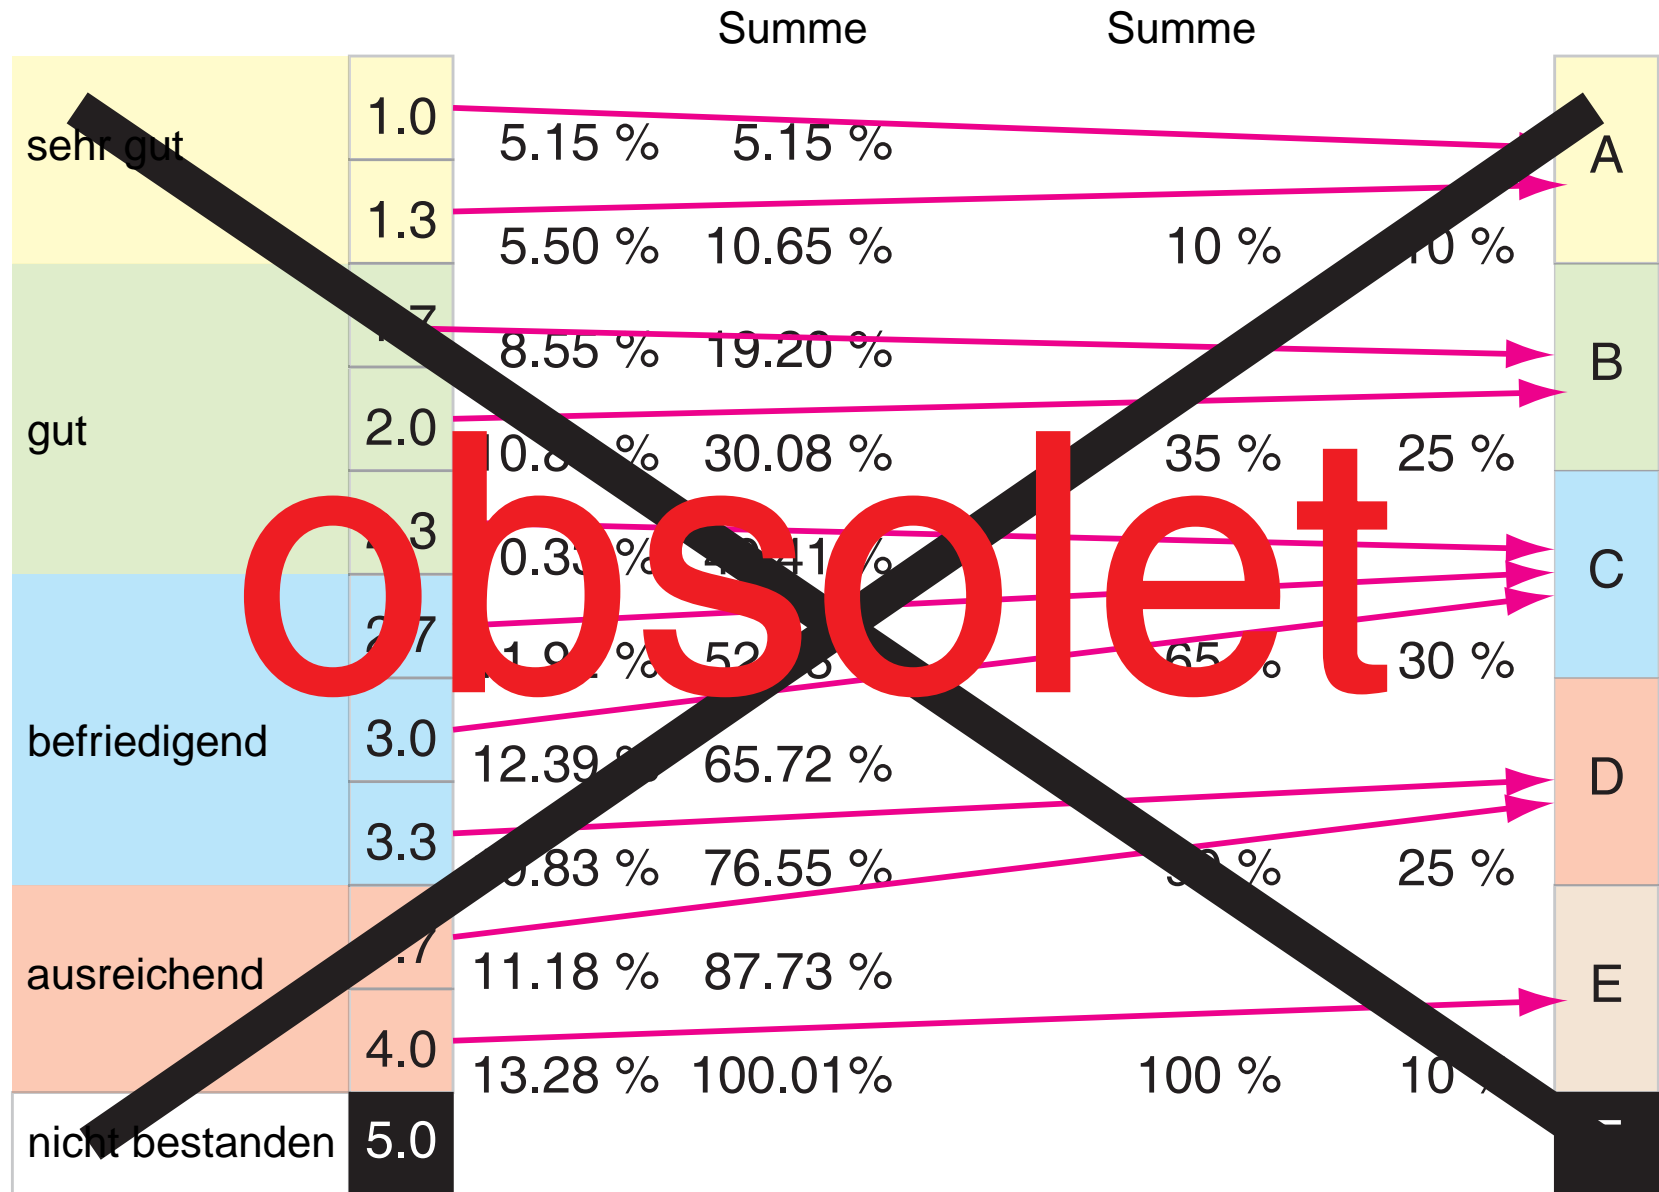 Summe Summe
1.0
sehr gut 5.15 % 5.15 % A
1.3
5.50 % 10.65 % 10 %
8.55 % 19.20 % B
2.0
gut 30.08 % 35 % 25 %
obsolet
C
30 %
3.0
befriedigend 12.39 % 65.72 % D
3.3
76.55 % 25 %
ausreichend 11.18 % 87.73 % E
4.0
13.28 % 100.01% 100 %
nicht bestanden 5.0